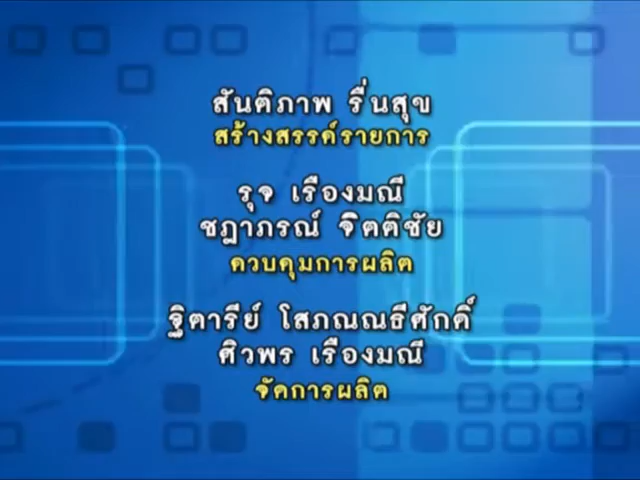 สันติภาพ รื่นสุข
สร้างสรรค์รายการ
รุจ เรืองมณี
ชฎาภรณ์ จิตติชัย
ควบคุมการผลิต
ฐิตารีย์ โสภณณธีศักดิ์
ศิวพร เรืองมณี
จัดการผลิต